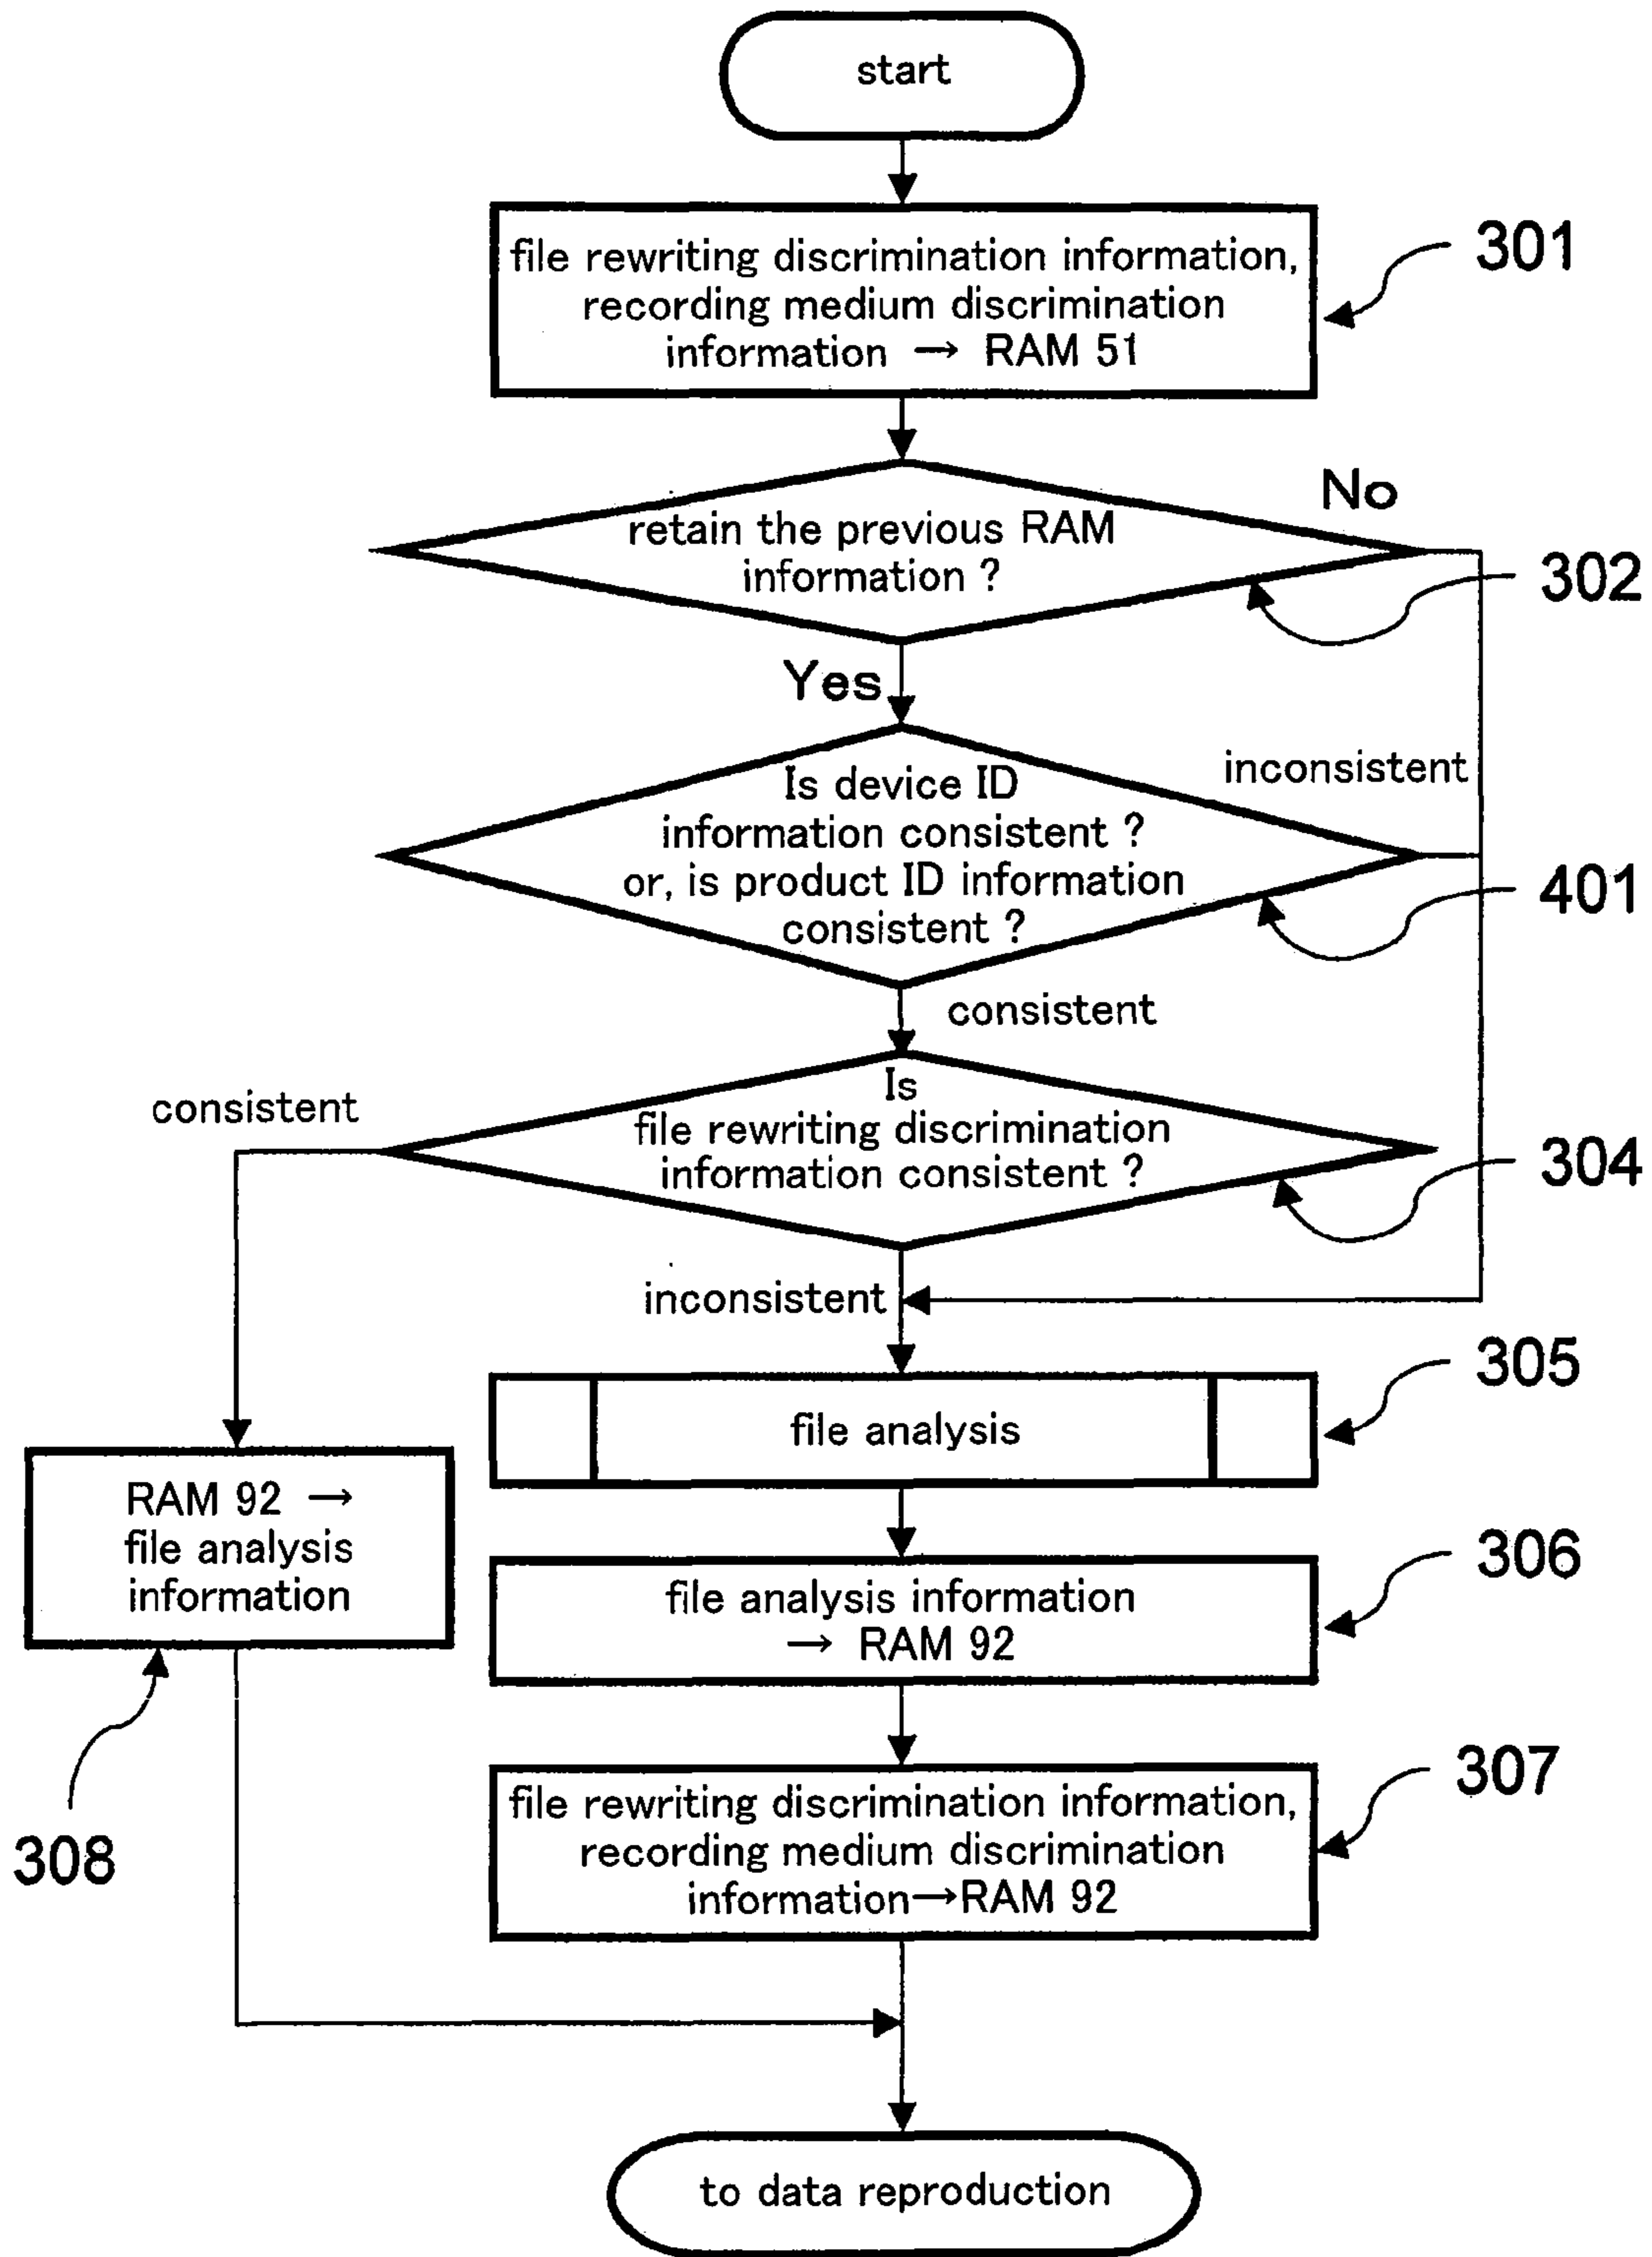 start
file rewriting discrimination information,
recording medium discrimination
information → RAM 51
301
No
retain the previous RAM
information ?
302
Yes
inconsistent
Is device ID
information consistent ?
or, is product ID information
consistent ?
401
consistent
consistent
Is
file rewriting discrimination
information consistent ?
304
inconsistent
305
file analysis
RAM 92 →
file analysis
information
306
file analysis information
→ RAM 92
307
file rewriting discrimination information,
recording medium discrimination
information→RAM 92
308
to data reproduction